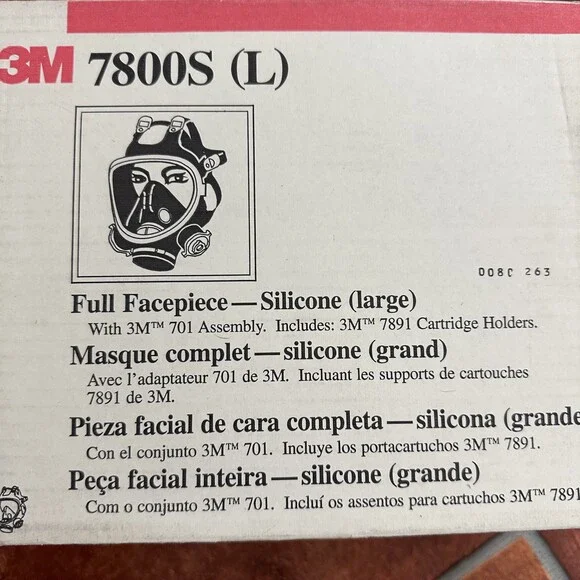 3M 7800S (L)
008C 263
Full Facepiece — Silicone (large)
With 3M™ 701 Assembly. Includes: 3M™ 7891 Cartridge Holders.
Masque complet — silicone (grand)
Avec l'adaptateur 701 de 3M. Incluant les supports de cartouches
7891 de 3M.
Pieza facial de cara completa — silicona (grande
Con el conjunto 3M™ 701. Incluye los portacartuchos 3M™ 7891.
Peça facial inteira — silicone (grande)
Com o conjunto 3M™ 701. Incluí os assentos para cartuchos 3M™ 7891